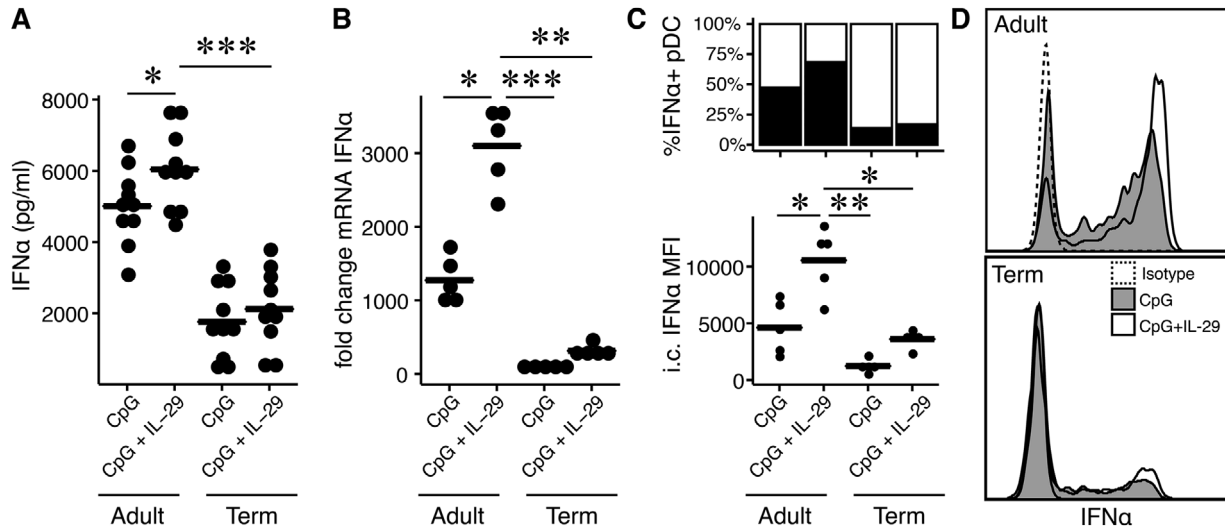 A
IFNα (pg/ml)
8000
6000
4000
2000
*
***
CpG
CpG + IL–29
CpG
CpG + IL–29
Adult
Term
B
fold change mRNA IFNα
3000
2000
1000
0
*
***
**
CpG
CpG + IL–29
CpG
CpG + IL–29
Adult
Term
C
%IFNα+ pDC
100%
75%
50%
25%
0%
i.c. IFNα MFI
10000
5000
0
*
**
*
CpG
CpG + IL–29
CpG
CpG + IL–29
Adult
Term
D
Adult
Term
Isotype
CpG
CpG+IL-29
IFNα